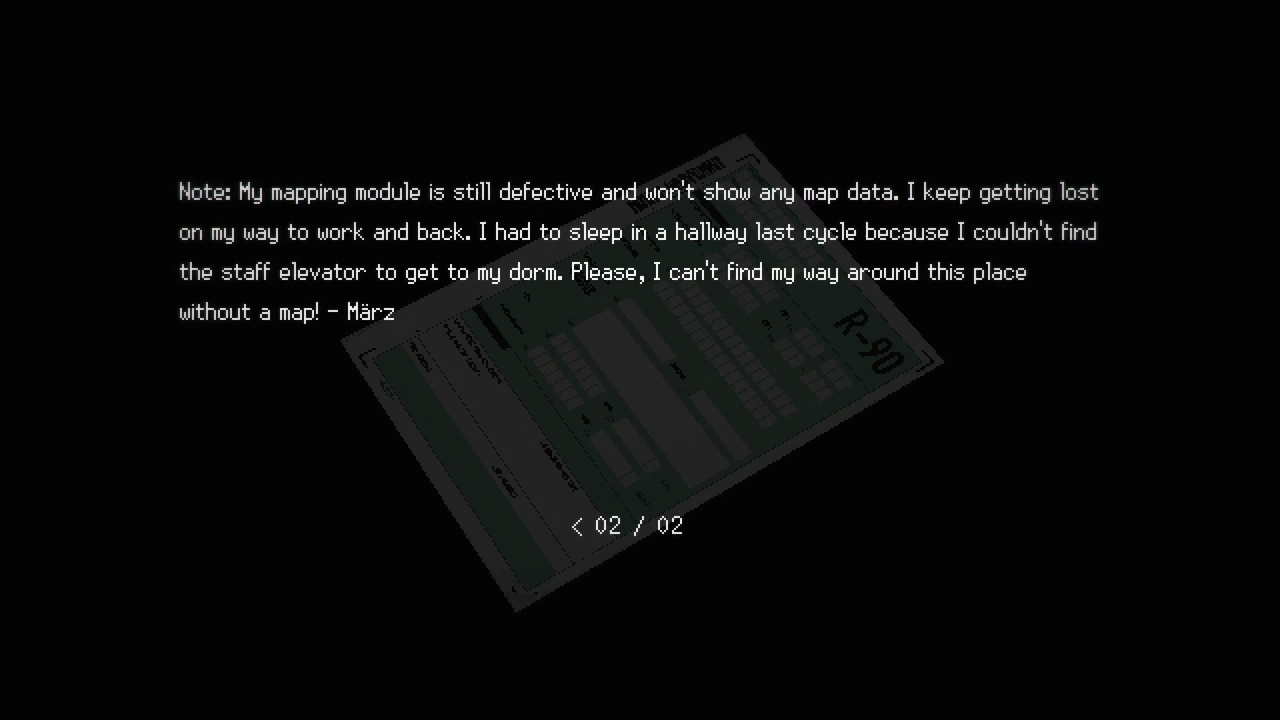 Note: My mapping module is still defective and won't show any map data. I keep getting lost
on my way to work and back. I had to sleep in a hallway last cycle because I couldn't find
the staff elevator to get to my dorm. Please, I can't find my way around this place
without a map! - März
R-90
< 02 / 02